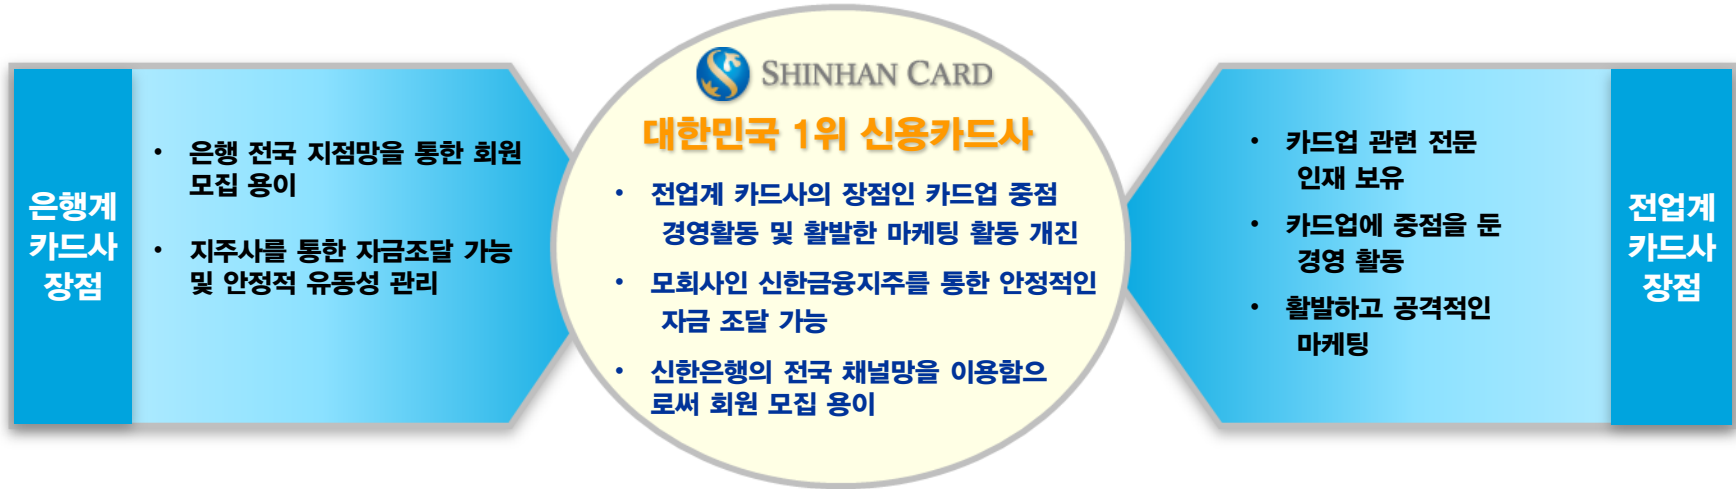 은행계
카드사
장점
• 은행 전국 지점망을 통한 회원
모집 용이
• 지주사를 통한 자금조달 가능
및 안정적 유동성 관리
SHINHAN CARD
대한민국 1위 신용카드사
• 전업계 카드사의 장점인 카드업 중점
경영활동 및 활발한 마케팅 활동 개진
• 모회사인 신한금융지주를 통한 안정적인
자금 조달 가능
• 신한은행의 전국 채널망을 이용함으
로써 회원 모집 용이
• 카드업 관련 전문
인재 보유
• 카드업에 중점을 둔
경영 활동
• 활발하고 공격적인
마케팅
전업계
카드사
장점